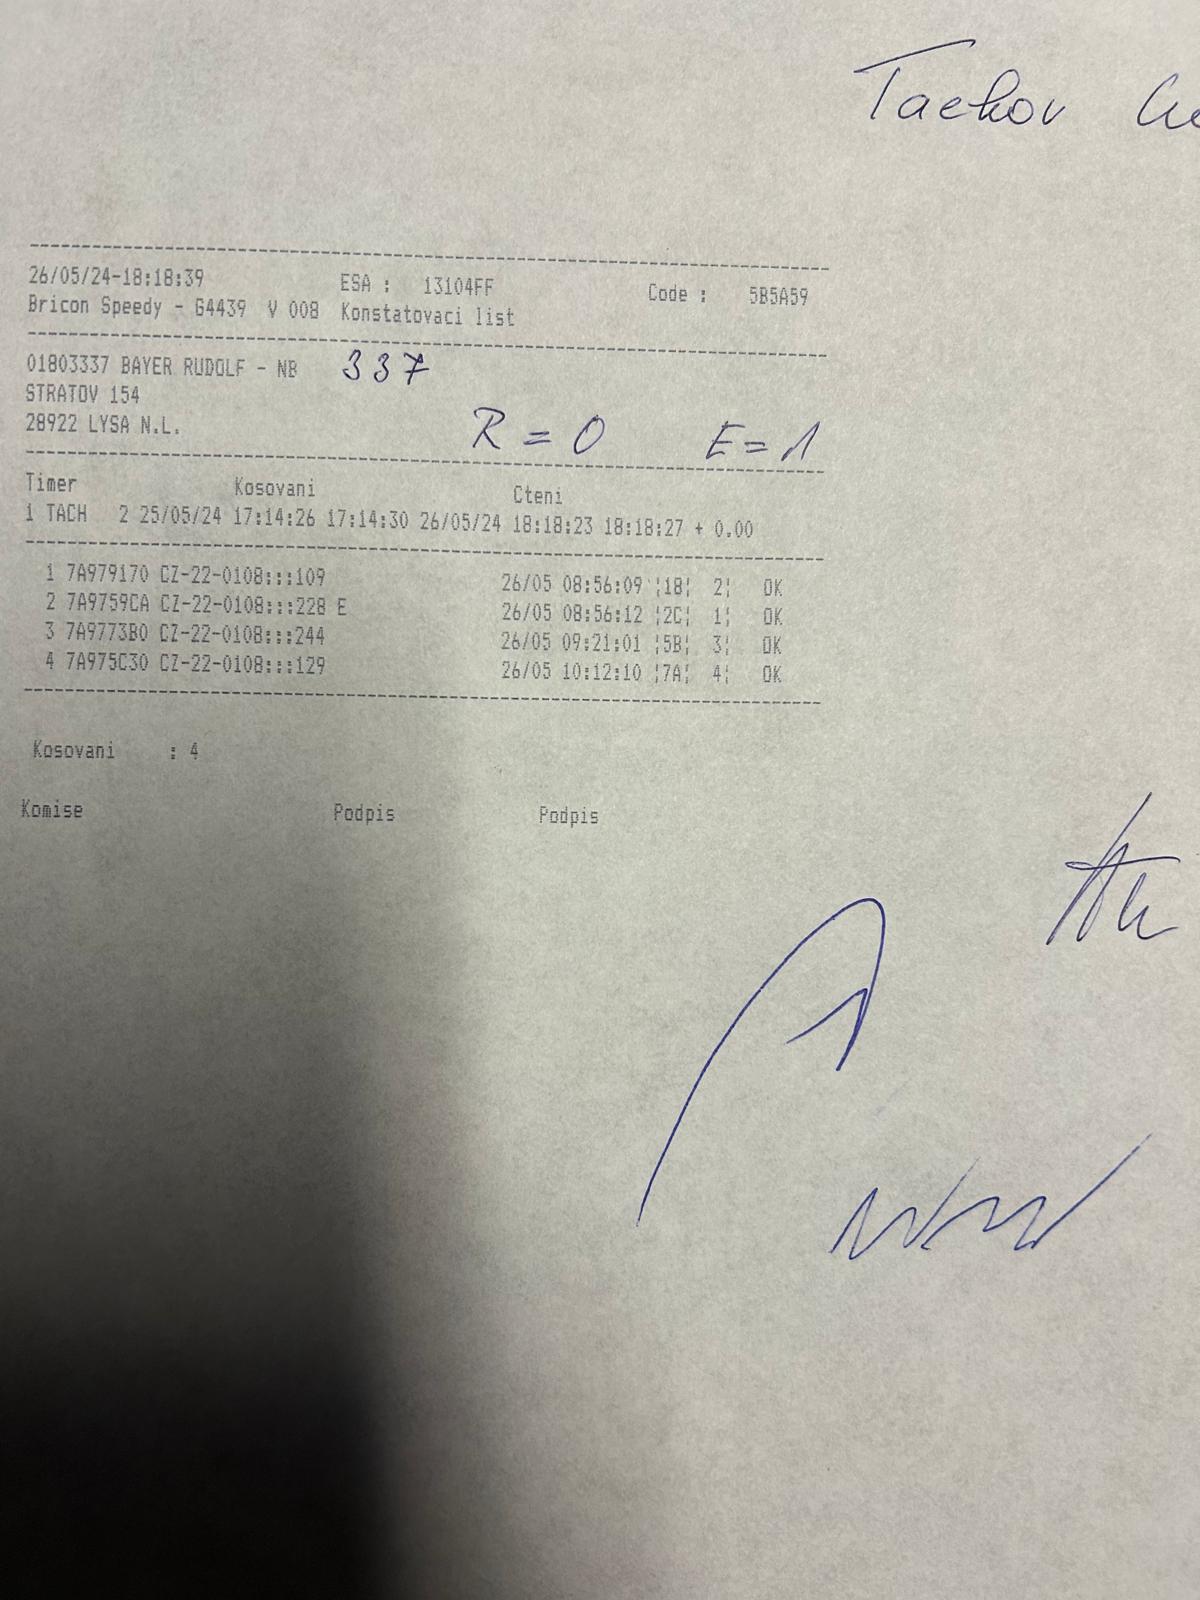 Tachov
26/05/24-18:18:39 ESA : 13104FF Code : 5B5A59
Bricon Speedy - G4439 V 008 Konstatovaci list
01803337 BAYER RUDOLF - NB 337
STRATOV 154
28922 LYSA N.L. R = 0 E = 1
Timer Kosovani Cteni
1 TACH 2 25/05/24 17:14:26 17:14:30 26/05/24 18:18:23 18:18:27 + 0.00
1 7A979170 CZ-22-0108:::109 26/05 08:56:09 ¦18¦ 2¦ OK
2 7A9759CA CZ-22-0108:::228 E 26/05 08:56:12 ¦2C¦ 1¦ OK
3 7A9773B0 CZ-22-0108:::244 26/05 09:21:01 ¦5B¦ 3¦ OK
4 7A975C30 CZ-22-0108:::129 26/05 10:12:10 ¦7A¦ 4¦ OK
Kosovani : 4
Komise Podpis Podpis